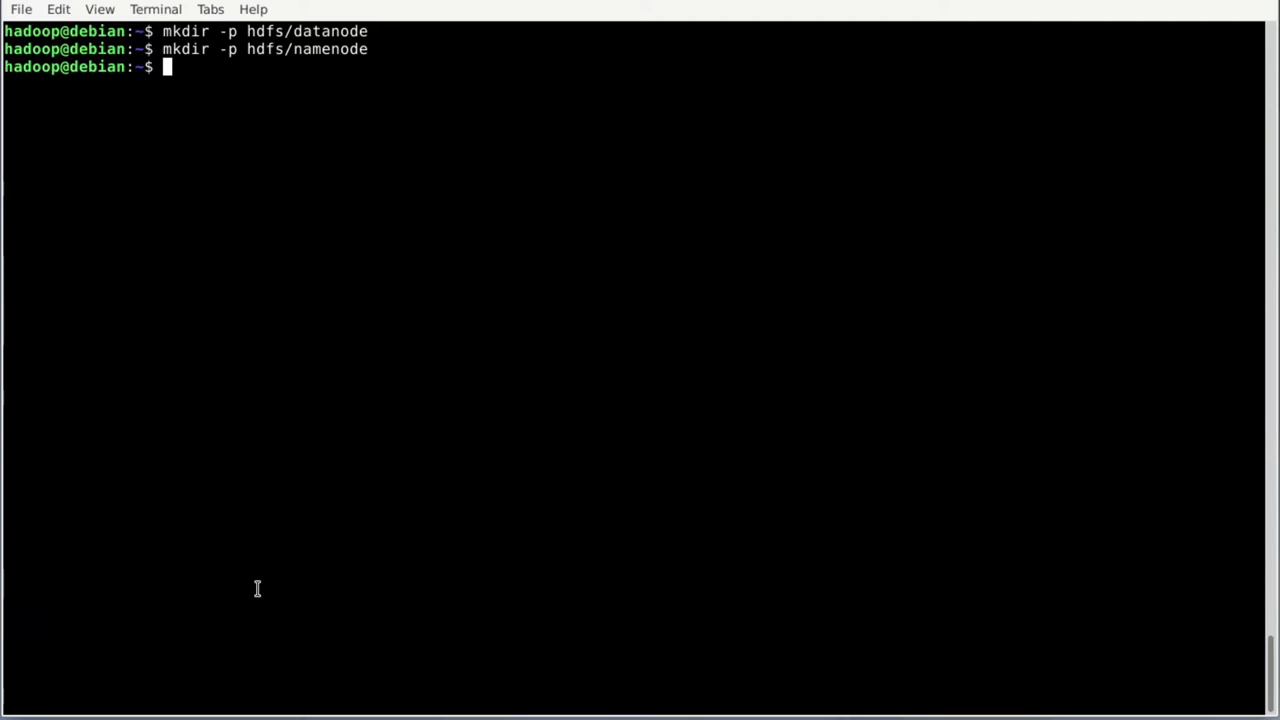 File Edit View Terminal Tabs Help
hadoop@debian:~$ mkdir -p hdfs/datanode
hadoop@debian:~$ mkdir -p hdfs/namenode
hadoop@debian:~$